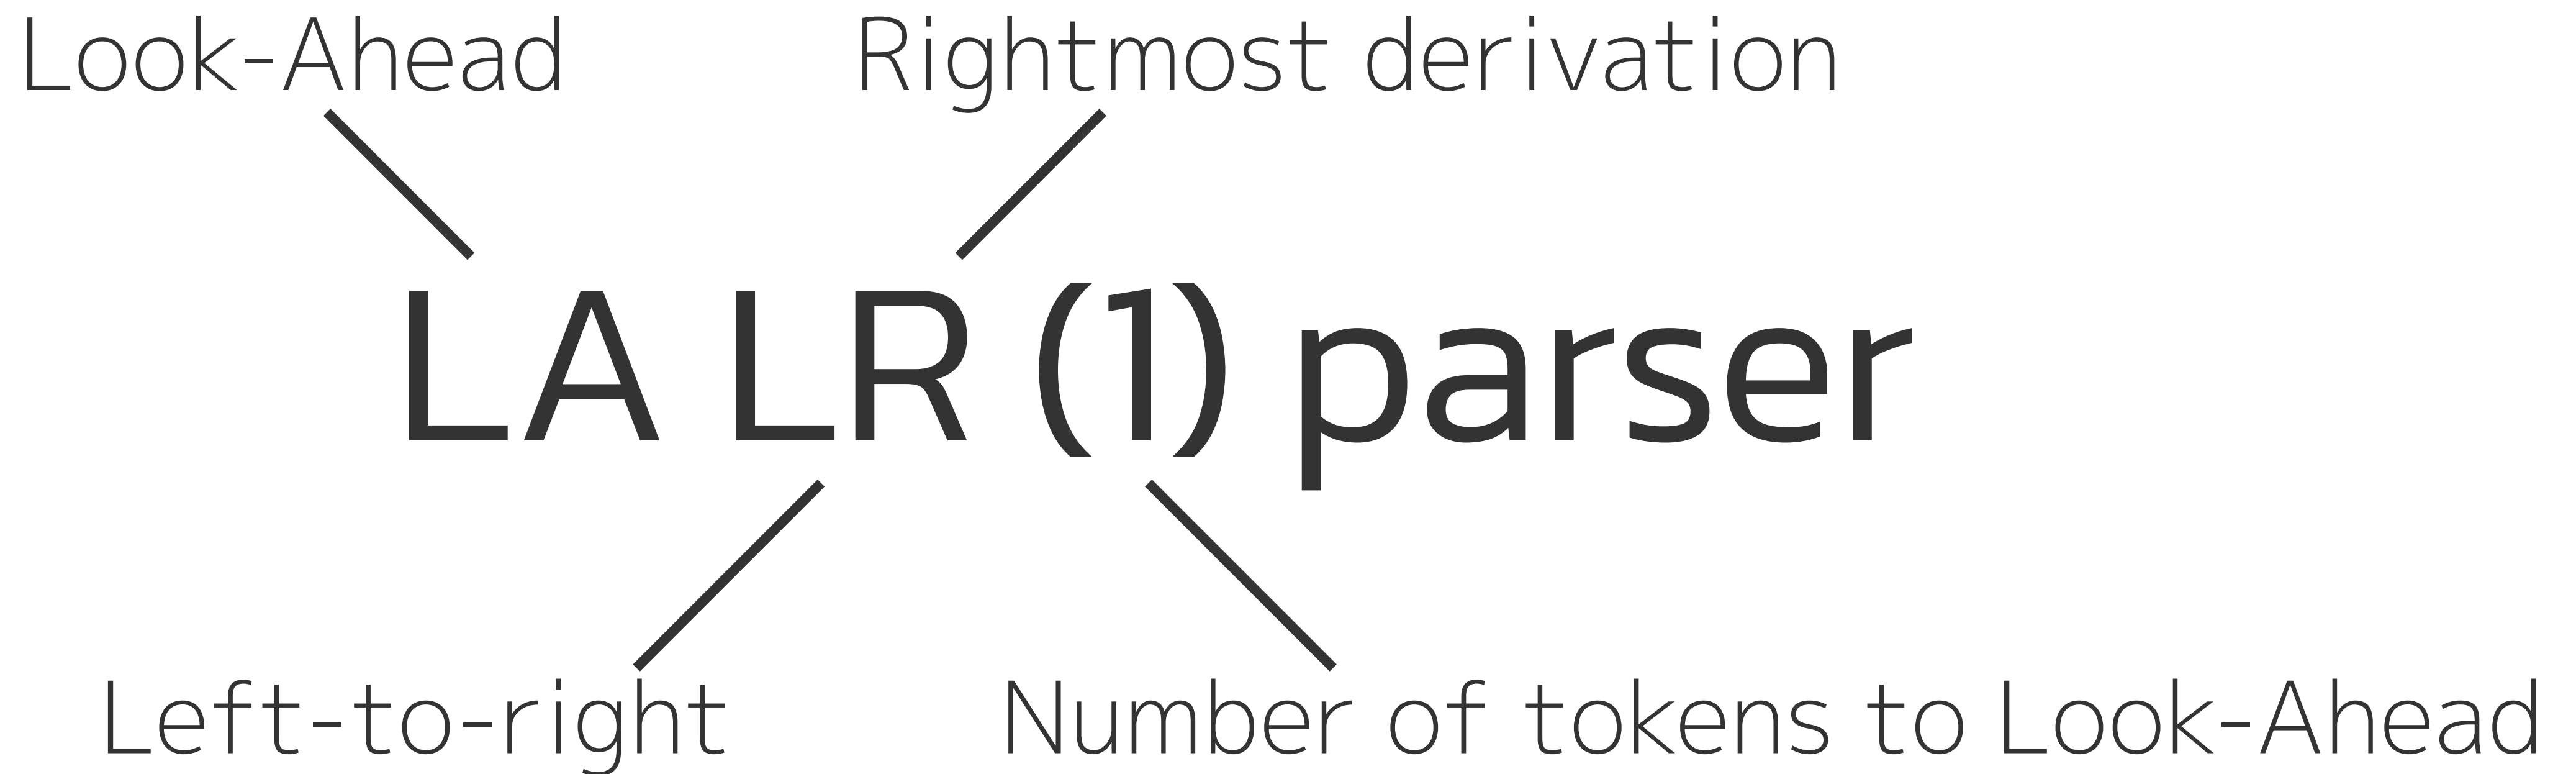 Look-Ahead
Rightmost derivation
LA LR (1) parser
Left-to-right
Number of tokens to Look-Ahead